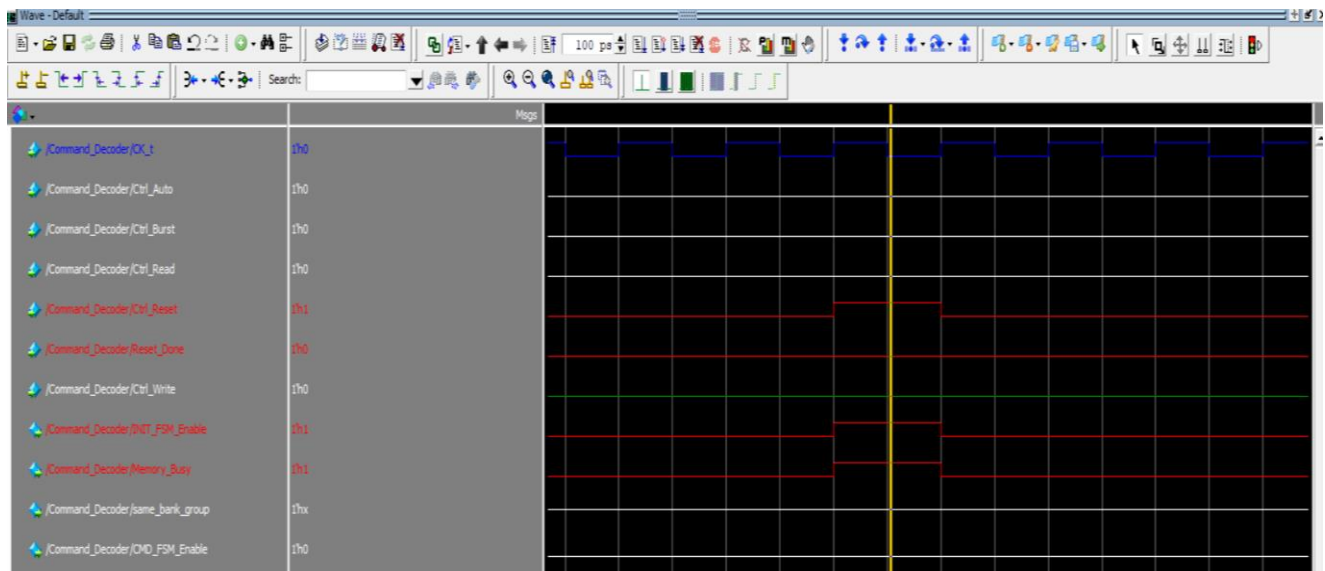 Wave - Default
100 ps
Search:
Msgs
/Command_Decoder/CK_t 1'h0
/Command_Decoder/Ctrl_Auto 1'h0
/Command_Decoder/Ctrl_Burst 1'h0
/Command_Decoder/Ctrl_Read 1'h0
/Command_Decoder/Ctrl_Reset 1'h1
/Command_Decoder/Reset_Done 1'h0
/Command_Decoder/Ctrl_Write 1'h0
/Command_Decoder/INIT_FSM_Enable 1'h1
/Command_Decoder/Memory_Busy 1'h1
/Command_Decoder/same_bank_group 1'hx
/Command_Decoder/CMD_FSM_Enable 1'h0